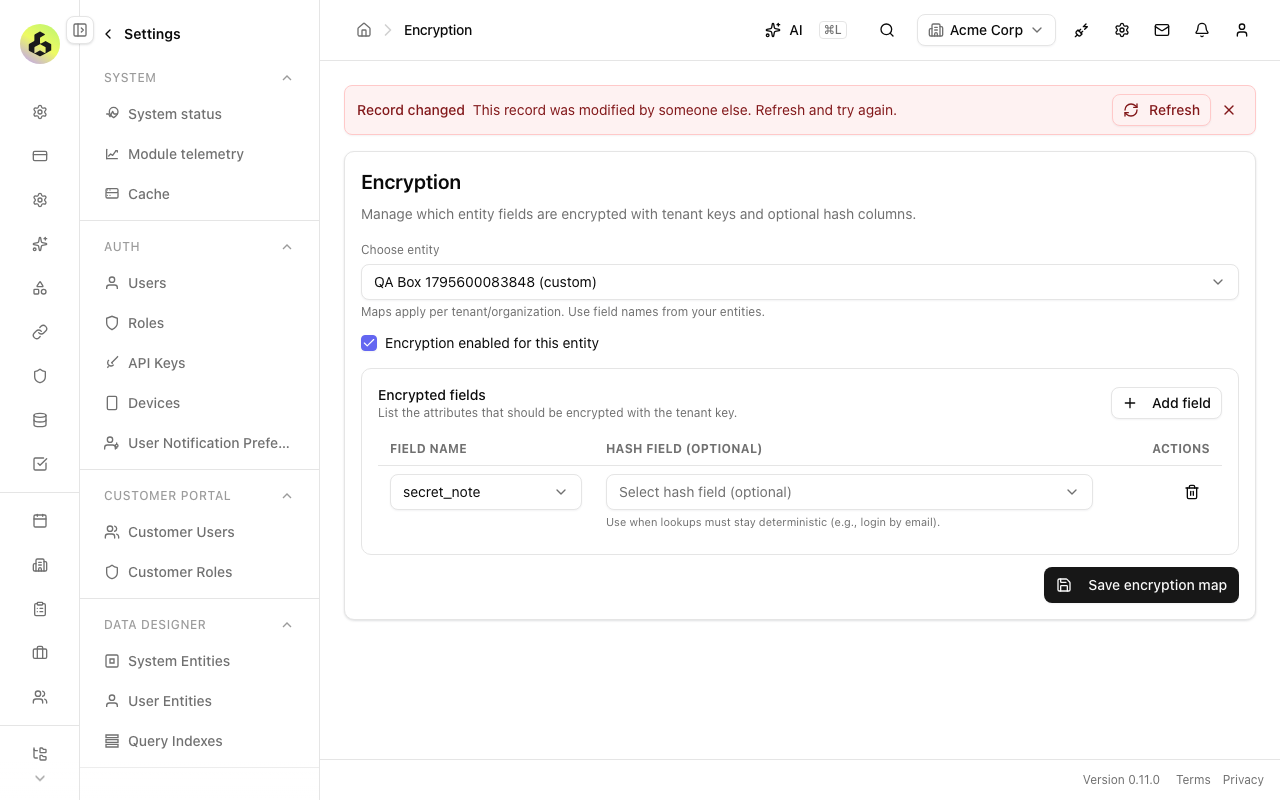 Settings
SYSTEM
System status
Module telemetry
Cache
AUTH
Users
Roles
API Keys
Devices
User Notification Prefe...
CUSTOMER PORTAL
Customer Users
Customer Roles
DATA DESIGNER
System Entities
User Entities
Query Indexes
Encryption
AI ⌘L
Acme Corp
Record changed This record was modified by someone else. Refresh and try again.
Refresh
Encryption
Manage which entity fields are encrypted with tenant keys and optional hash columns.
Choose entity
QA Box 1795600083848 (custom)
Maps apply per tenant/organization. Use field names from your entities.
Encryption enabled for this entity
Encrypted fields
List the attributes that should be encrypted with the tenant key.
Add field
FIELD NAME HASH FIELD (OPTIONAL) ACTIONS
secret_note Select hash field (optional)
Use when lookups must stay deterministic (e.g., login by email).
Save encryption map
Version 0.11.0 Terms Privacy